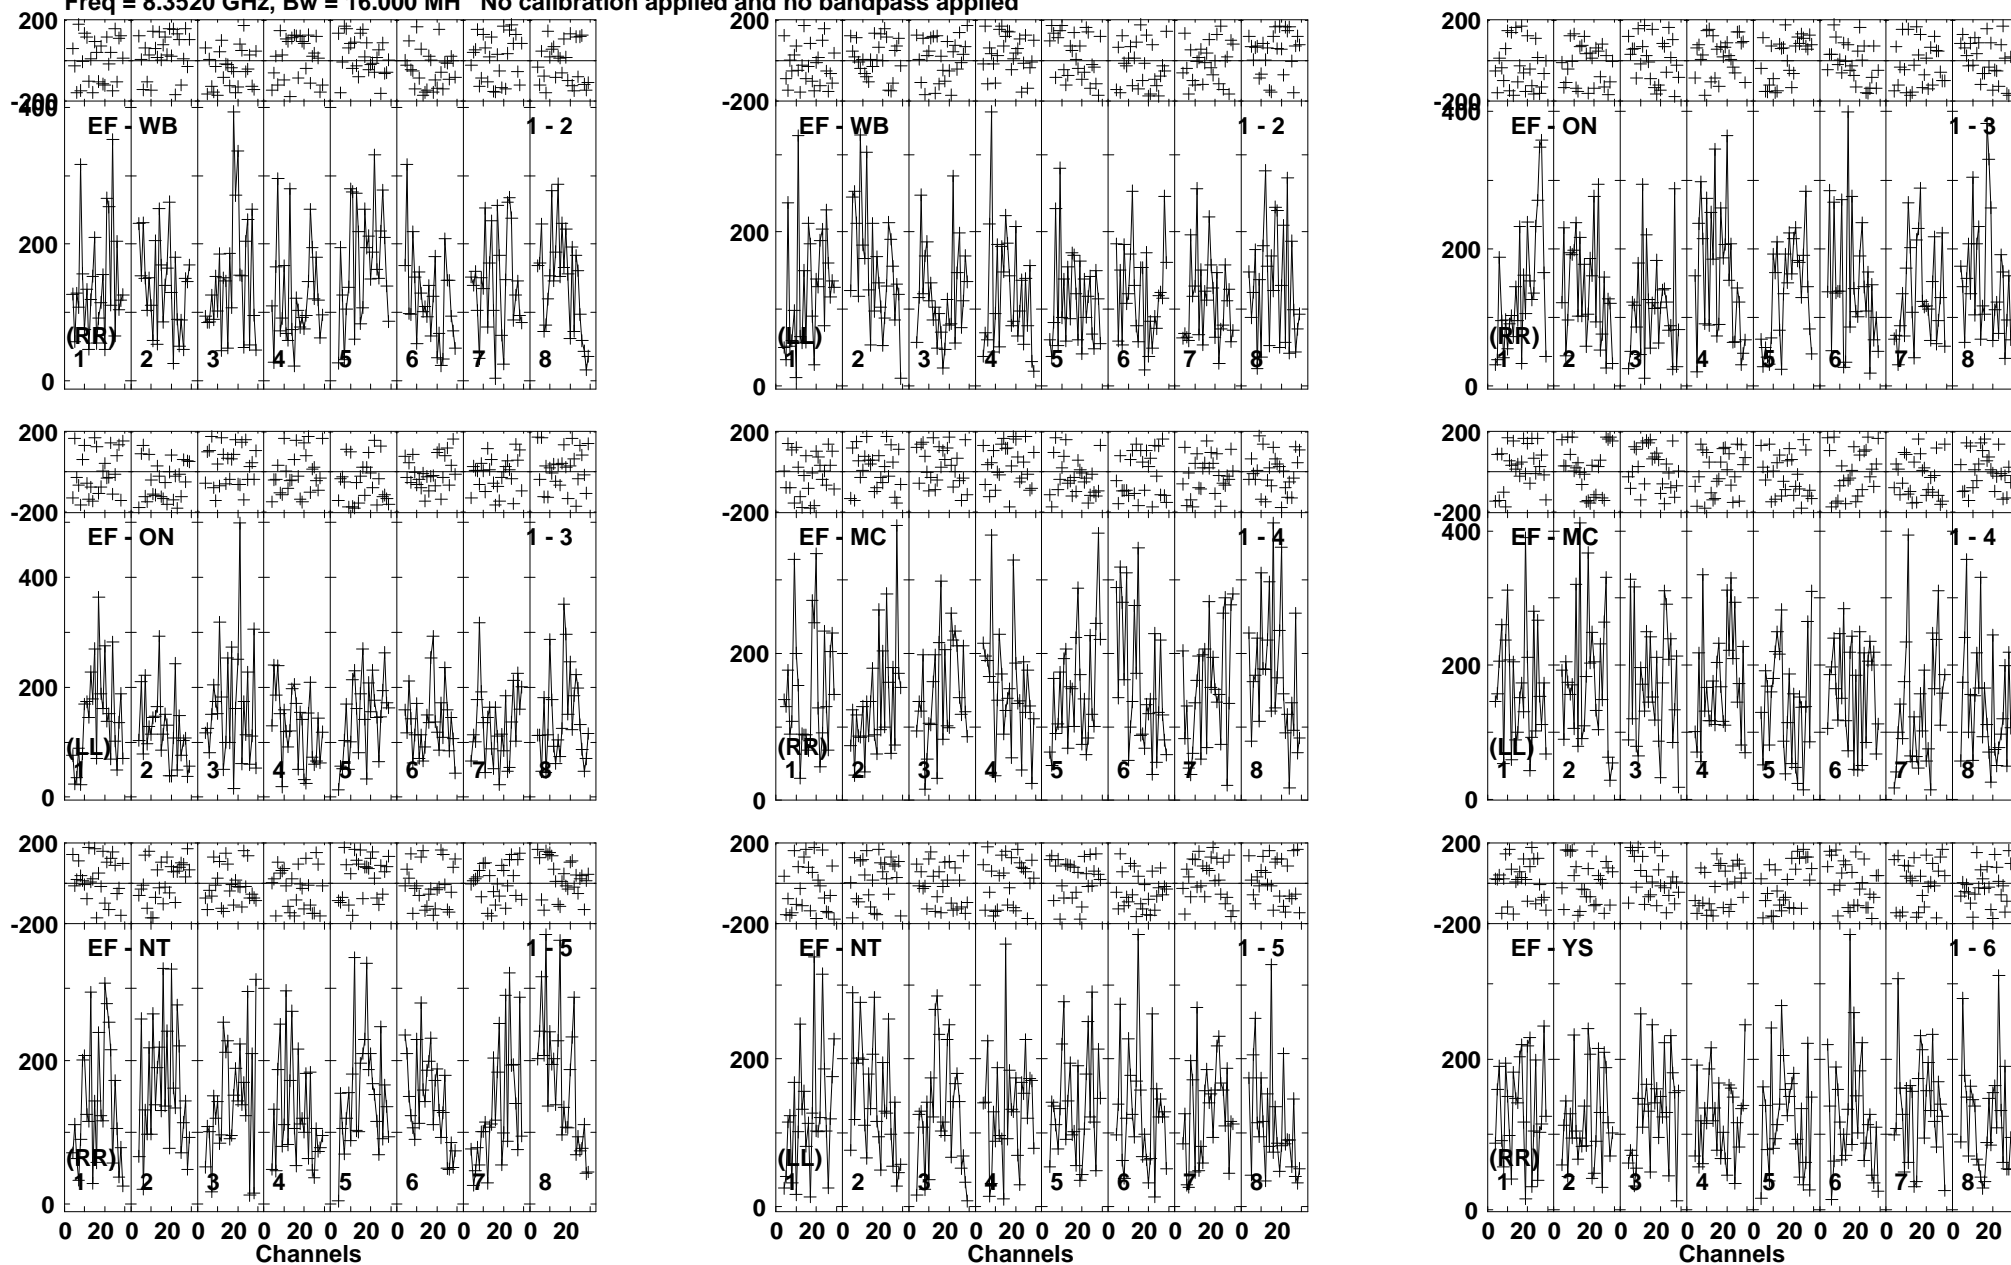 Freq = 8.3520 GHz, Bw = 16.000 MH No calibration applied and no bandpass applied
200 200 200
-200 -200 -200
400 400
EF - WB 1 - 2 EF - WB 1 - 2 EF - ON 1 - 3
200 200 200
(RR) (LL) (RR)
1 2 3 4 5 6 7 8 1 2 3 4 5 6 7 8 1 2 3 4 5 6 7 8
0 0 0
200 200 200
-200 -200 -200
EF - ON 1 - 3 EF - MC 1 - 4 EF - MC 1 - 4
400 400
200 200 200
(LL) (RR) (LL)
1 2 3 4 5 6 7 8 1 2 3 4 5 6 7 8 1 2 3 4 5 6 7 8
0 0 0
200 200 200
-200 -200 -200
EF - NT 1 - 5 EF - NT 1 - 5 EF - YS 1 - 6
200 200 200
(RR) (LL) (RR)
1 2 3 4 5 6 7 8 1 2 3 4 5 6 7 8 1 2 3 4 5 6 7 8
0 0 0
0 20 0 20 0 20 0 20 0 20 0 20 0 20 0 20 0 20 0 20 0 20 0 20 0 20 0 20 0 20 0 20 0 20 0 20 0 20 0 20 0 20 0 20 0 20 0 20
Channels Channels Channels